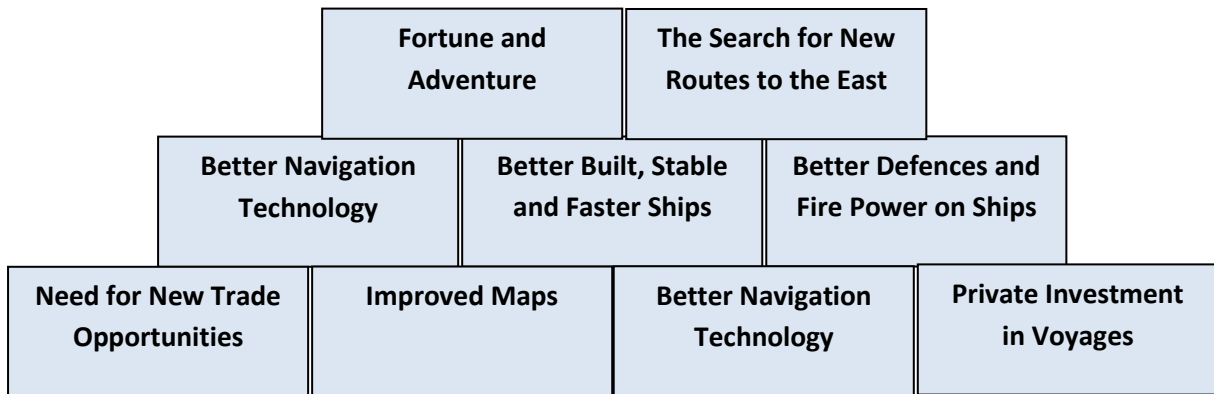 Fortune and
Adventure
The Search for New
Routes to the East
Better Navigation
Technology
Better Built, Stable
and Faster Ships
Better Defences and
Fire Power on Ships
Need for New Trade
Opportunities
Improved Maps
Better Navigation
Technology
Private Investment
in Voyages